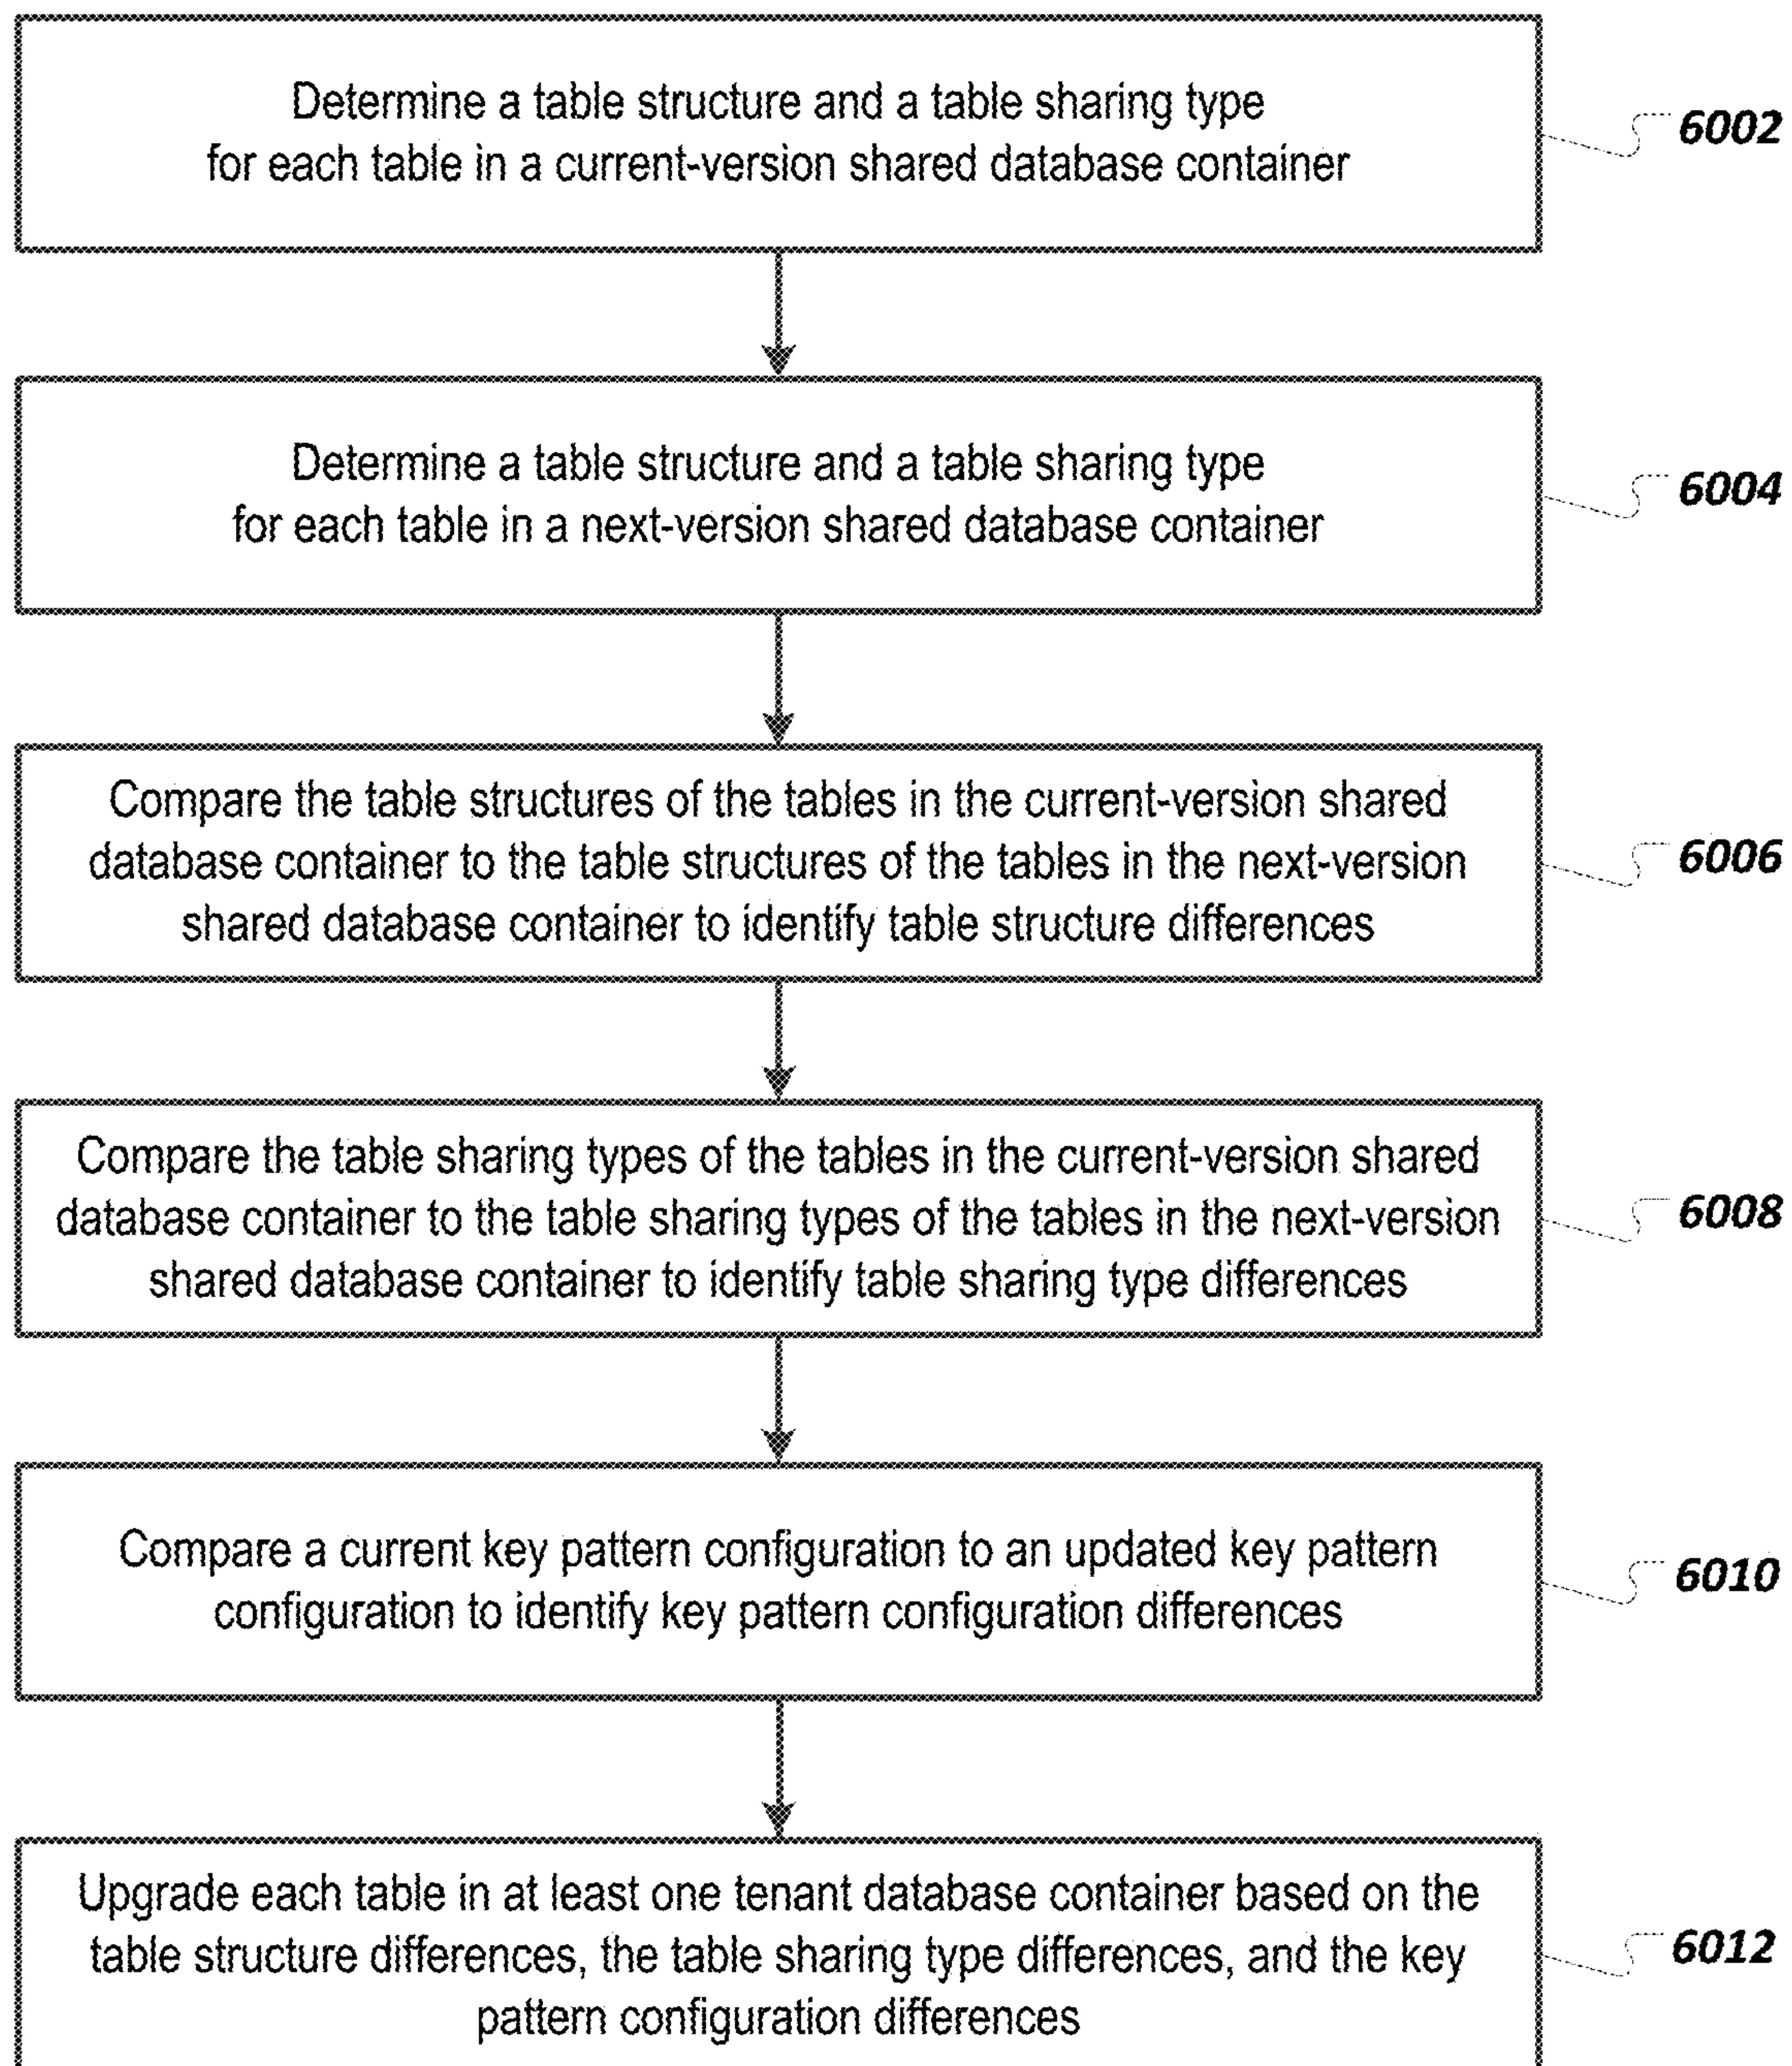 Determine a table structure and a table sharing type
for each table in a current-version shared database container
6002
Determine a table structure and a table sharing type
for each table in a next-version shared database container
6004
Compare the table structures of the tables in the current-version shared
database container to the table structures of the tables in the next-version
shared database container to identify table structure differences
6006
Compare the table sharing types of the tables in the current-version shared
database container to the table sharing types of the tables in the next-version
shared database container to identify table sharing type differences
6008
Compare a current key pattern configuration to an updated key pattern
configuration to identify key pattern configuration differences
6010
Upgrade each table in at least one tenant database container based on the
table structure differences, the table sharing type differences, and the key
pattern configuration differences
6012